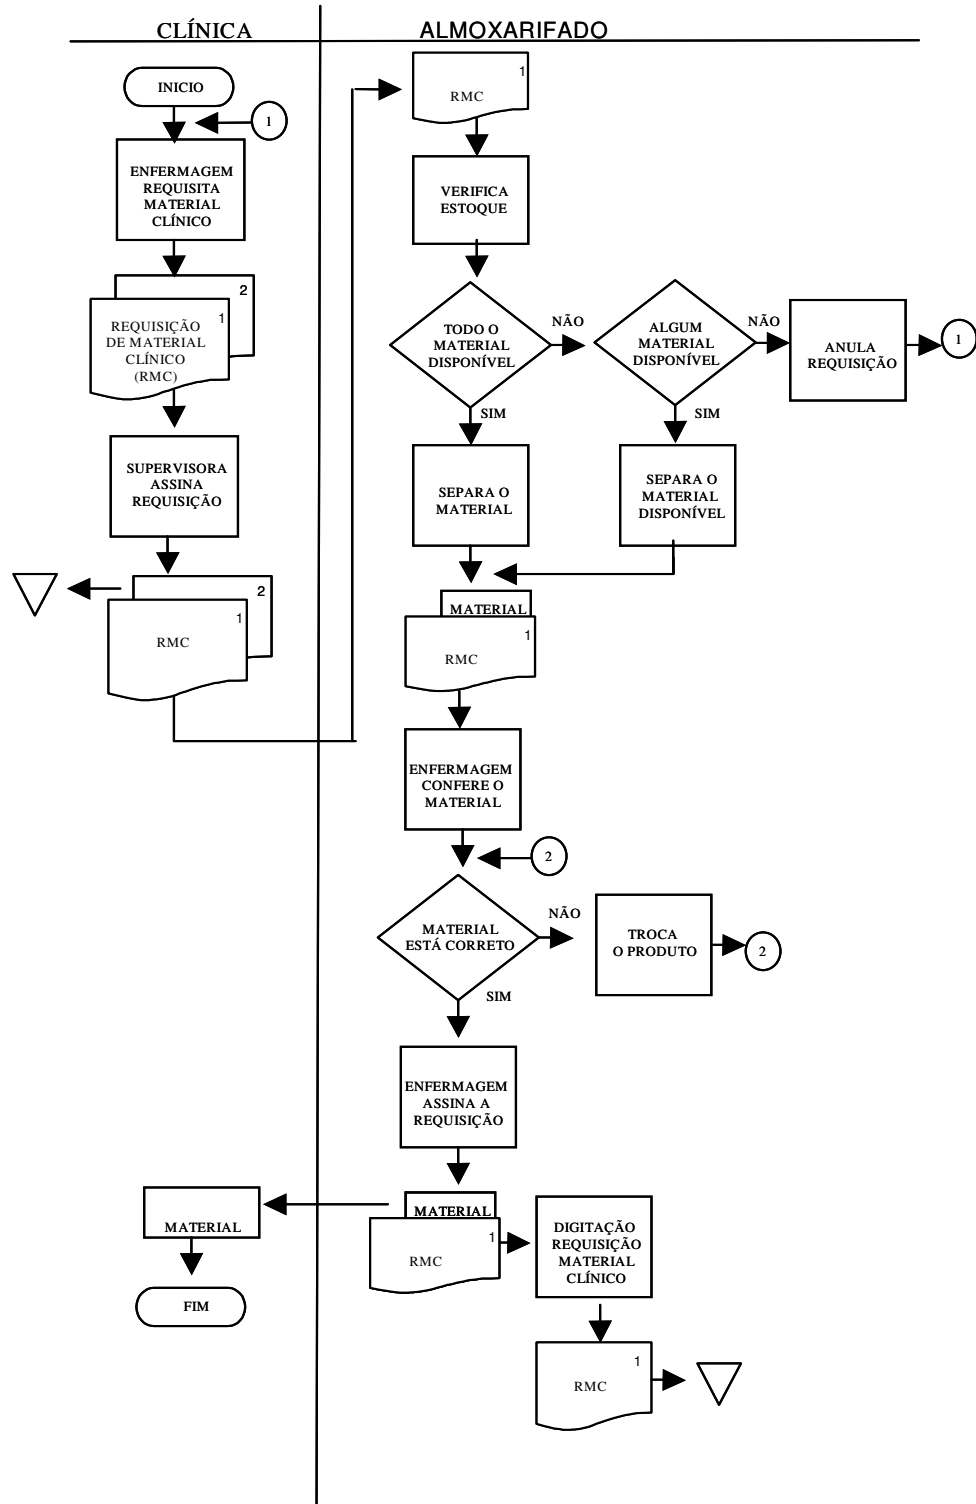 CLÍNICA
ALMOXARIFADO
INICIO
1
ENFERMAGEM
REQUISITA
MATERIAL
CLÍNICO
2
1
REQUISIÇÃO
DE MATERIAL
CLÍNICO
(RMC)
SUPERVISORA
ASSINA
REQUISIÇÃO
2
1
RMC
1
RMC
VERIFICA
ESTOQUE
TODO O
MATERIAL
DISPONÍVEL
NÃO
SIM
ALGUM
MATERIAL
DISPONÍVEL
NÃO
SIM
ANULA
REQUISIÇÃO
1
SEPARA O
MATERIAL
SEPARA O
MATERIAL
DISPONÍVEL
MATERIAL
1
RMC
ENFERMAGEM
CONFERE O
MATERIAL
2
MATERIAL
ESTÁ CORRETO
NÃO
SIM
TROCA
O PRODUTO
2
ENFERMAGEM
ASSINA A
REQUISIÇÃO
MATERIAL
1
RMC
MATERIAL
FIM
DIGITAÇÃO
REQUISIÇÃO
MATERIAL
CLÍNICO
1
RMC